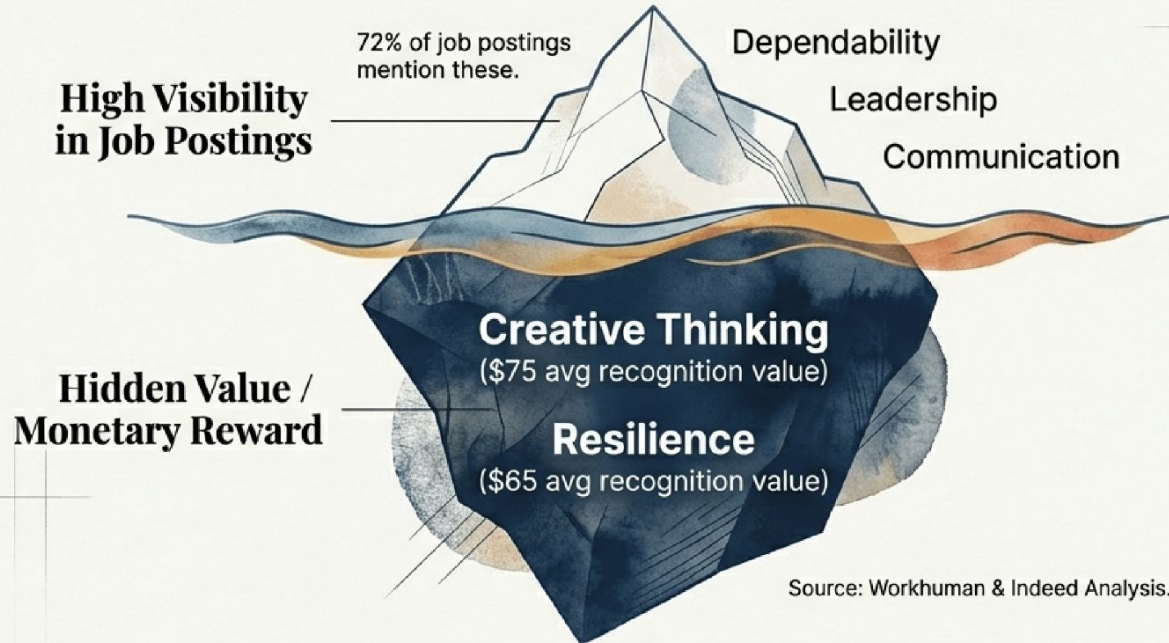 72% of job postings
mention these.
High Visibility
in Job Postings
Dependability
Leadership
Communication
Hidden Value /
Monetary Reward
Creative Thinking
($75 avg recognition value)
Resilience
($65 avg recognition value)
Source: Workhuman & Indeed Analysis.